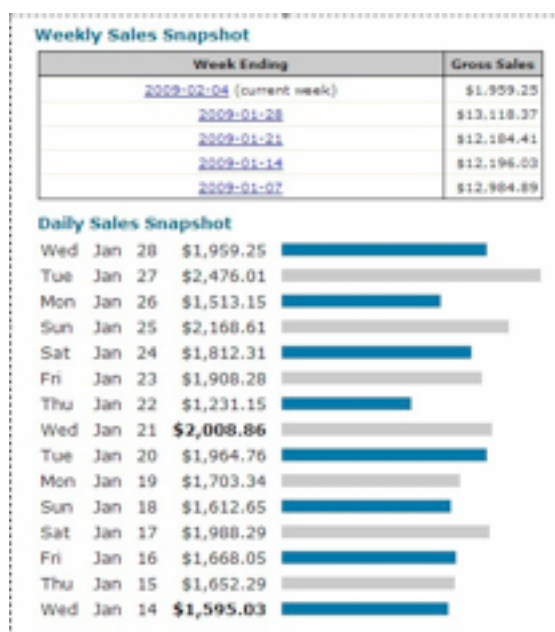 Weekly Sales Snapshot
Week Ending Gross Sales
2009-02-04 (current week) $1,959.25
2009-01-28 $13,118.37
2009-01-21 $12,184.41
2009-01-14 $12,196.03
2009-01-07 $12,984.89
Daily Sales Snapshot
Wed Jan 28 $1,959.25
Tue Jan 27 $2,476.01
Mon Jan 26 $1,513.15
Sun Jan 25 $2,168.61
Sat Jan 24 $1,812.31
Fri Jan 23 $1,908.28
Thu Jan 22 $1,231.15
Wed Jan 21 $2,008.86
Tue Jan 20 $1,964.76
Mon Jan 19 $1,703.34
Sun Jan 18 $1,612.65
Sat Jan 17 $1,988.29
Fri Jan 16 $1,668.05
Thu Jan 15 $1,652.29
Wed Jan 14 $1,595.03